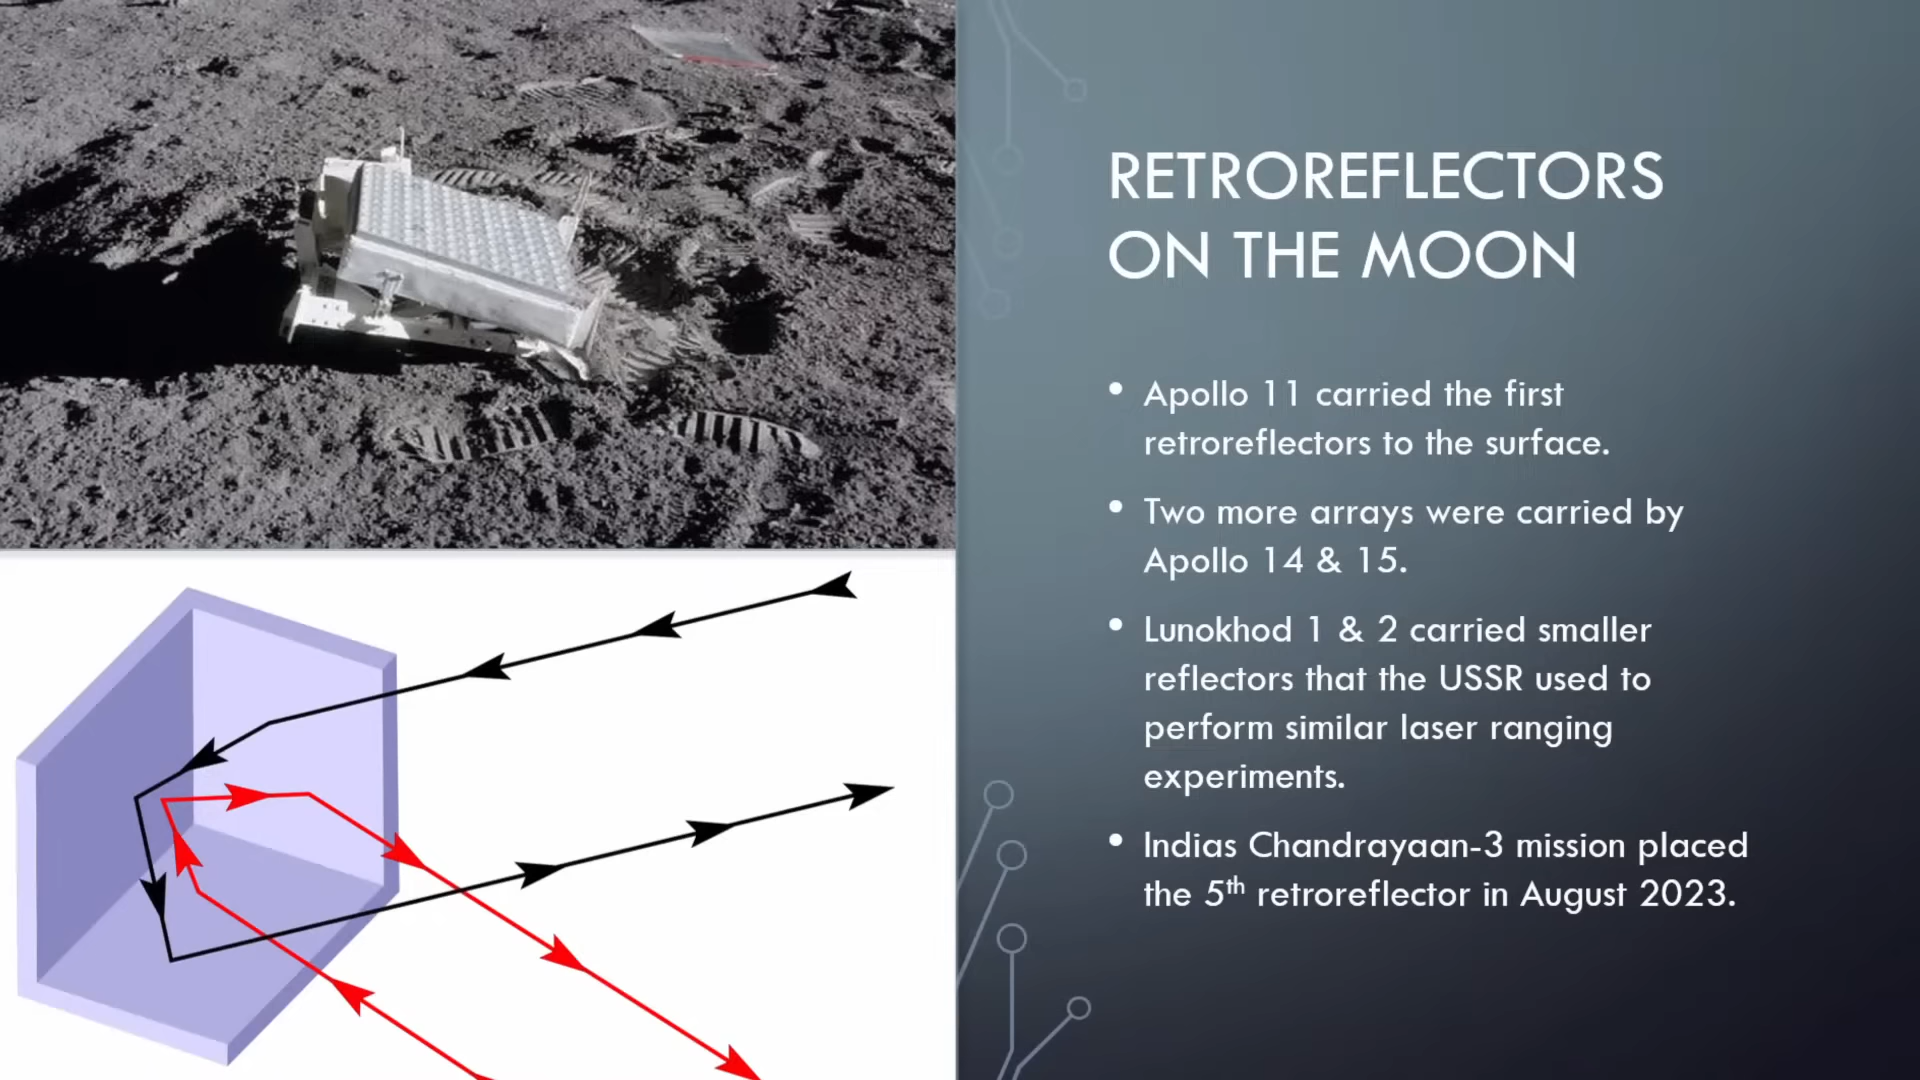 RETROREFLECTORS
ON THE MOON
• Apollo 11 carried the first
retroreflectors to the surface.
• Two more arrays were carried by
Apollo 14 & 15.
• Lunokhod 1 & 2 carried smaller
reflectors that the USSR used to
perform similar laser ranging
experiments.
• Indias Chandrayaan-3 mission placed
the 5th retroreflector in August 2023.